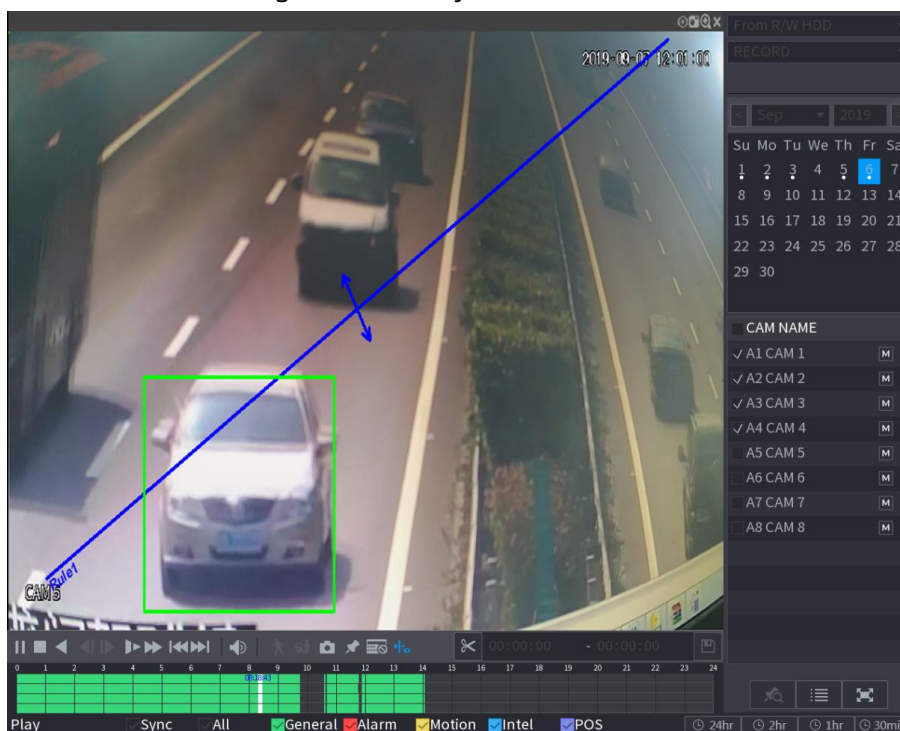 From R/W HDD
2019-09-07 12:01:00
RECORD
Sep 2019
Su Mo Tu We Th Fr Sa
1 2 3 4 5 6 7
8 9 10 11 12 13 14
15 16 17 18 19 20 21
22 23 24 25 26 27 28
29 30
CAM NAME
A1 CAM 1 M
A2 CAM 2 M
A3 CAM 3 M
A4 CAM 4 M
A5 CAM 5 M
A6 CAM 6 M
A7 CAM 7 M
A8 CAM 8 M
Rule1
CAM 5
00:00:00 - 00:00:00
0 1 2 3 4 5 6 7 8 9 10 11 12 13 14 15 16 17 18 19 20 21 22 23 24
08:18:43
Play Sync All General Alarm Motion Intel POS 24hr 2hr 1hr 30mi